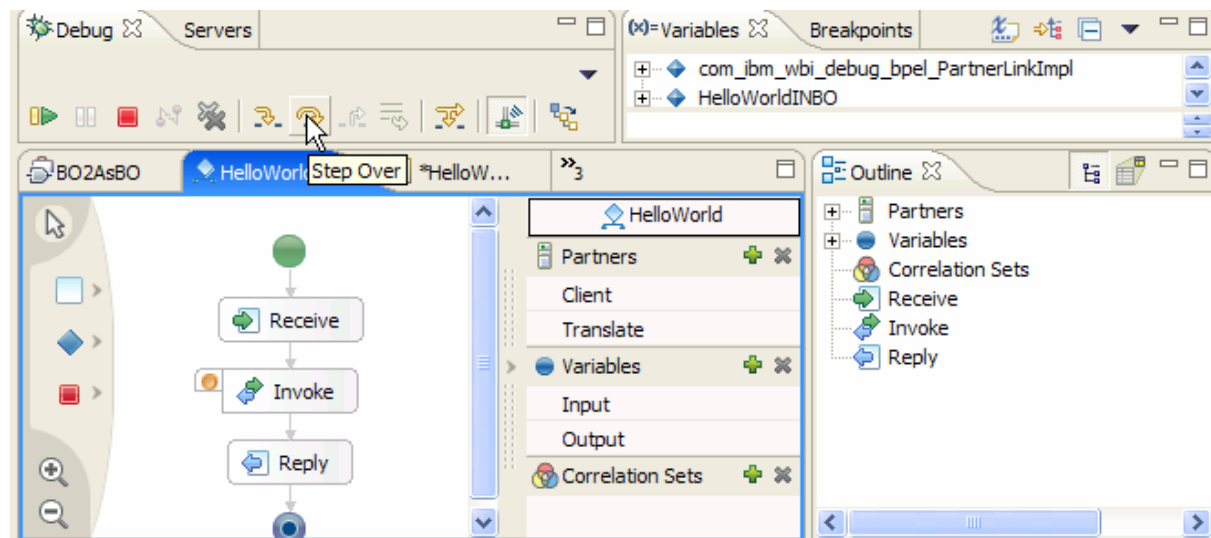 Debug Servers
(x)= Variables Breakpoints
com_ibm_wbi_debug_bpel_PartnerLinkImpl
HelloWorldINBO
Step Over
BO2AsBO HelloWorl *HelloW... »3
Outline
HelloWorld
Partners
Client
Translate
Variables
Input
Output
Correlation Sets
Receive
Invoke
Reply
Partners
Variables
Correlation Sets
Receive
Invoke
Reply